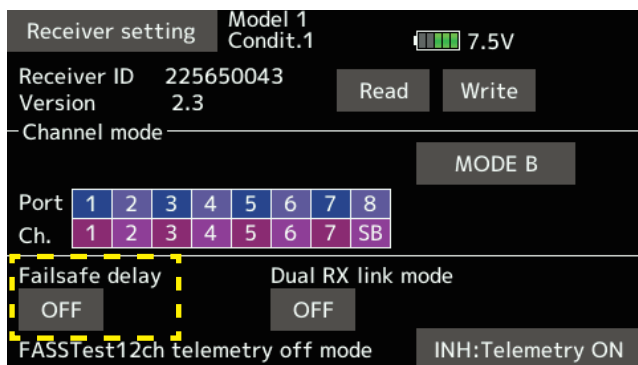 Receiver setting
Model 1
Condit.1
7.5V
Receiver ID 225650043
Version 2.3
Read
Write
Channel mode
MODE B
Port 1 2 3 4 5 6 7 8
Ch. 1 2 3 4 5 6 7 SB
Failsafe delay
OFF
Dual RX link mode
OFF
FASSTest12ch telemetry off mode
INH:Telemetry ON